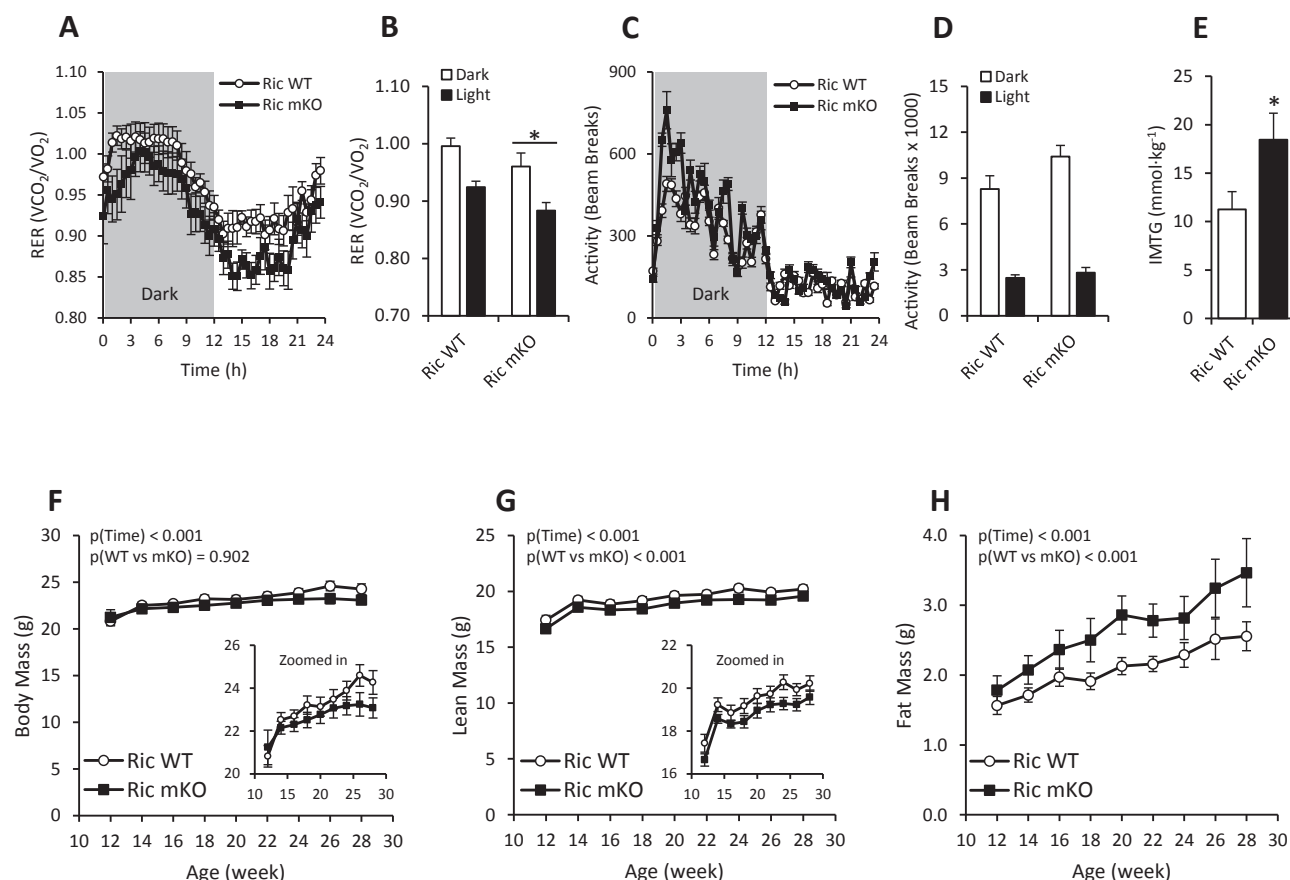 A
1.10
1.05
1.00
0.95
0.90
0.85
0.80
RER (VCO2/VO2)
Ric WT
Ric mKO
Dark
0 3 6 9 12 15 18 21 24
Time (h)
B
Dark
Light
1.10
1.00
0.90
0.80
0.70
RER (VCO2/VO2)
*
Ric WT
Ric mKO
C
900
600
300
0
Activity (Beam Breaks)
Ric WT
Ric mKO
Dark
0 3 6 9 12 15 18 21 24
Time (h)
D
Dark
Light
15
12
9
6
3
0
Activity (Beam Breaks x 1000)
Ric WT
Ric mKO
E
25
20
15
10
5
0
IMTG (mmol·kg-1)
*
Ric WT
Ric mKO
F
p(Time) < 0.001
p(WT vs mKO) = 0.902
30
25
20
15
10
5
0
Body Mass (g)
Zoomed in
26
24
22
20
10 15 20 25 30
Ric WT
Ric mKO
10 12 14 16 18 20 22 24 26 28 30
Age (week)
G
p(Time) < 0.001
p(WT vs mKO) < 0.001
25
20
15
10
5
0
Lean Mass (g)
Zoomed in
22
20
18
16
10 15 20 25 30
Ric WT
Ric mKO
10 12 14 16 18 20 22 24 26 28 30
Age (week)
H
p(Time) < 0.001
p(WT vs mKO) < 0.001
4.0
3.0
2.0
1.0
0.0
Fat Mass (g)
Ric WT
Ric mKO
10 12 14 16 18 20 22 24 26 28 30
Age (week)